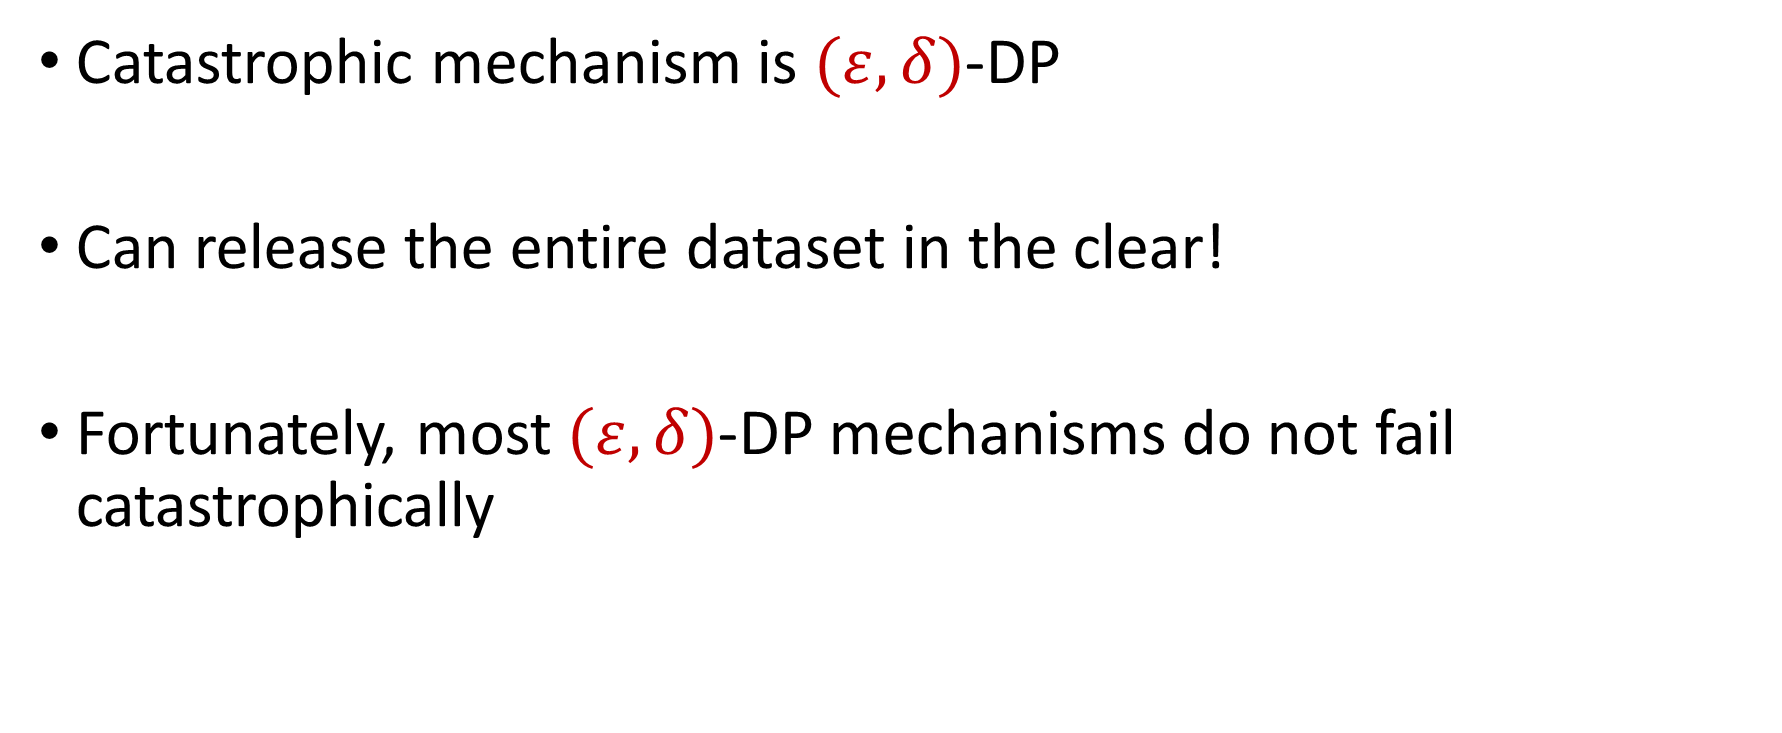 • Catastrophic mechanism is (ε, δ)-DP
• Can release the entire dataset in the clear!
• Fortunately, most (ε, δ)-DP mechanisms do not fail
catastrophically